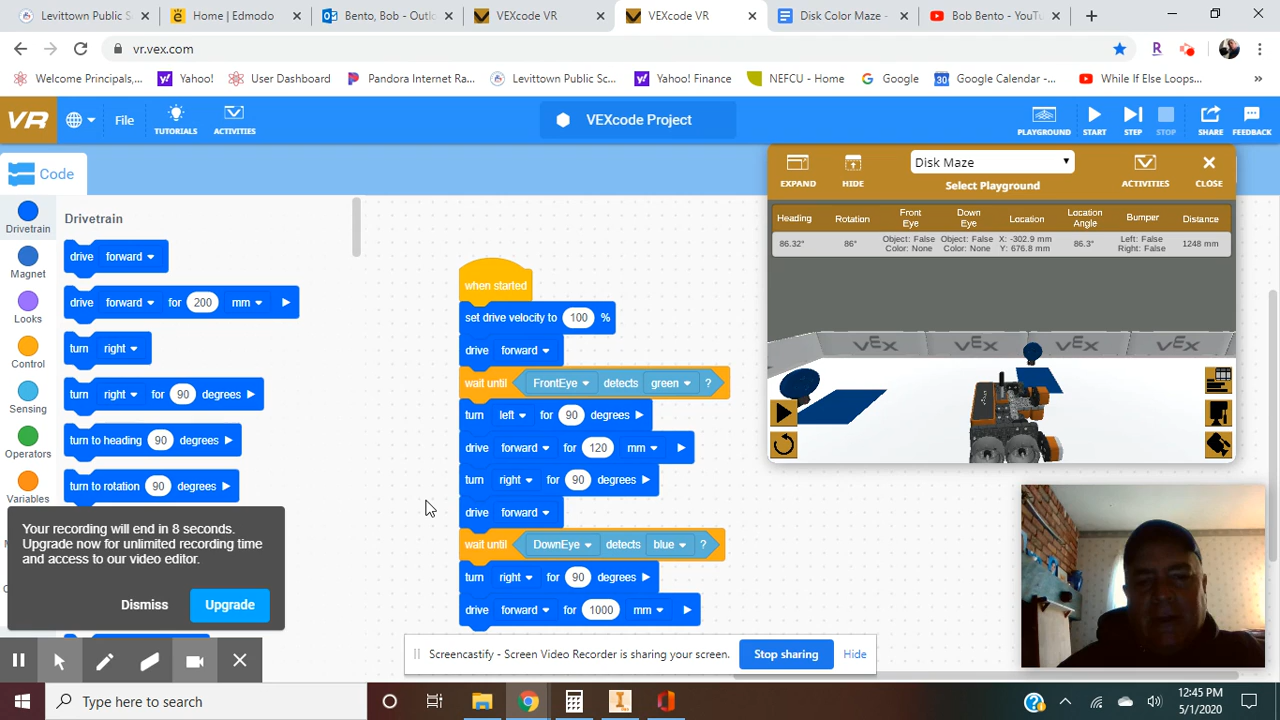 Levittown Public S
Home | Edmodo
Bento, Bob - Outlo
VEXcode VR
VEXcode VR
Disk Color Maze -
Bob Bento - YouTu
vr.vex.com
Welcome Principals,...
Yahoo!
User Dashboard
Pandora Internet Ra...
Levittown Public Sc...
Yahoo! Finance
NEFCU - Home
Google
Google Calendar -...
While If Else Loops...
VR
File
TUTORIALS
ACTIVITIES
VEXcode Project
PLAYGROUND
START
STEP
STOP
SHARE
FEEDBACK
Code
Drivetrain
Magnet
Looks
Control
Sensing
Operators
Variables
Drivetrain
drive forward
drive forward for 200 mm
turn right
turn right for 90 degrees
turn to heading 90 degrees
turn to rotation 90 degrees
when started
set drive velocity to 100 %
drive forward
wait until FrontEye detects green ?
turn left for 90 degrees
drive forward for 120 mm
turn right for 90 degrees
drive forward
wait until DownEye detects blue ?
turn right for 90 degrees
drive forward for 1000 mm
EXPAND
HIDE
Disk Maze
Select Playground
ACTIVITIES
CLOSE
Heading Rotation Front Eye Down Eye Location Location Angle Bumper Distance
86.32° 86° Object: False Color: None Object: False Color: None X: -302.9 mm Y: 676.8 mm 86.3° Left: False Right: False 1248 mm
VEX VEX VEX
Your recording will end in 8 seconds.
Upgrade now for unlimited recording time
and access to our video editor.
Dismiss
Upgrade
Screencastify - Screen Video Recorder is sharing your screen.
Stop sharing
Hide
Type here to search
12:45 PM
5/1/2020